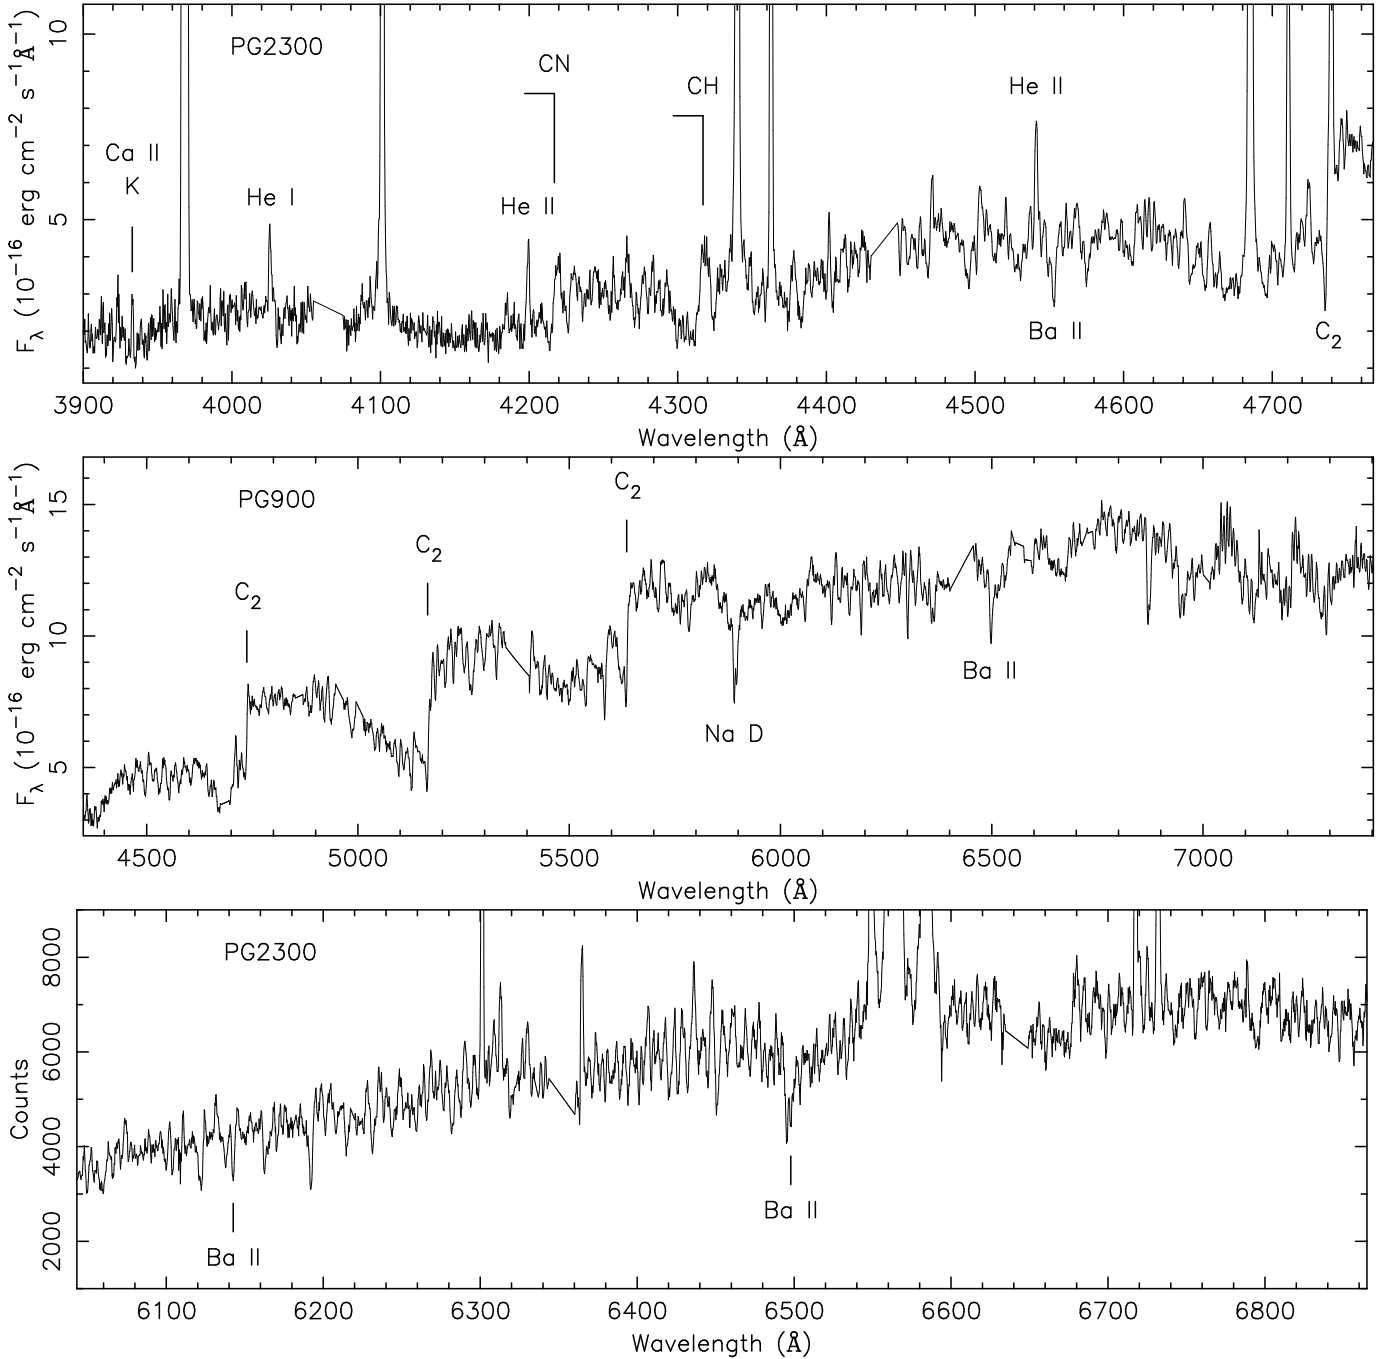 PG2300
CN
CH
He II
Ca II
K
He I
He II
Ba II
C2
10
5
Fλ (10−16 erg cm−2 s−1Å−1)
3900 4000 4100 4200 4300 4400 4500 4600 4700
Wavelength (Å)
PG900
C2
C2
C2
Na D
Ba II
15
10
5
Fλ (10−16 erg cm−2 s−1Å−1)
4500 5000 5500 6000 6500 7000
Wavelength (Å)
PG2300
Ba II
Ba II
8000
6000
4000
2000
Counts
6100 6200 6300 6400 6500 6600 6700 6800
Wavelength (Å)